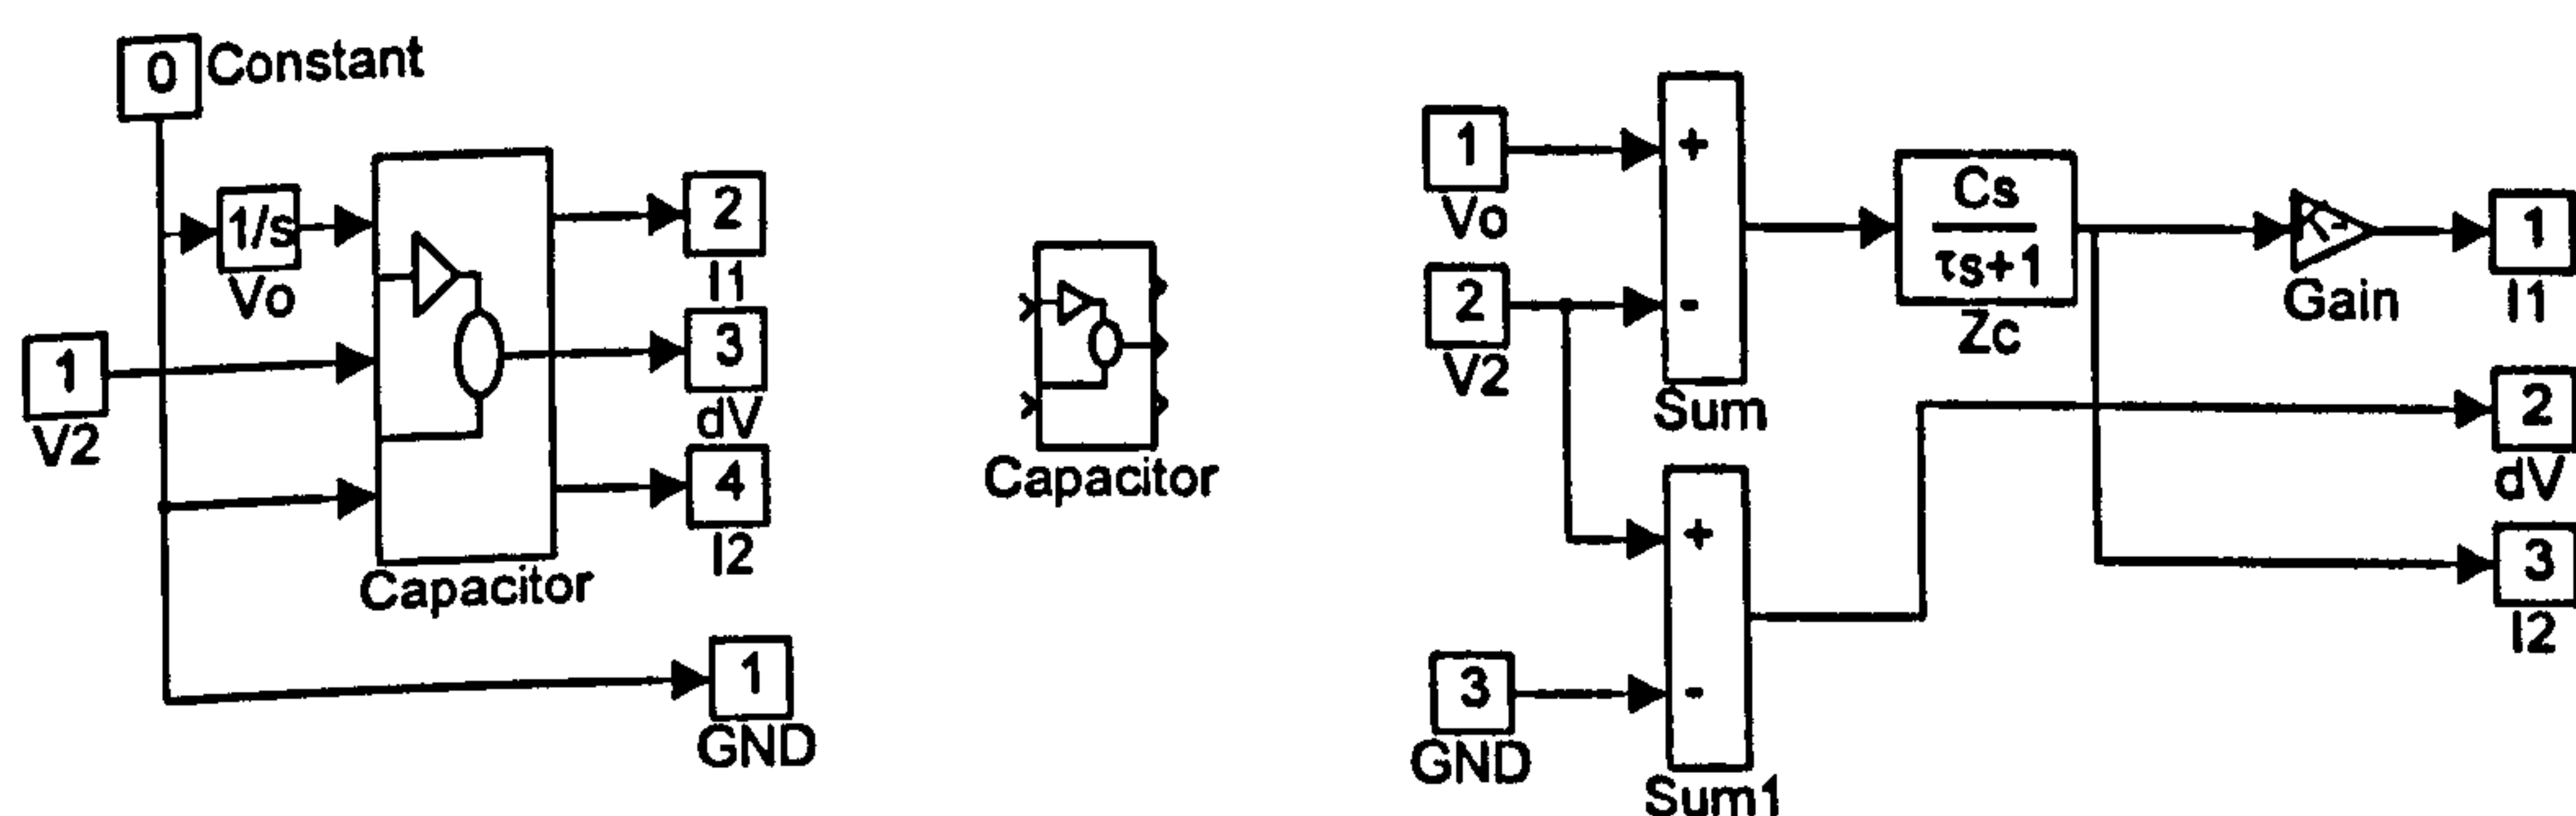 0 Constant
1/s
Vo
1
V2
Capacitor
2
I1
3
dV
4
I2
1
GND
Capacitor
1
Vo
2
V2
3
GND
+
-
Sum
+
-
Sum1
Cs
τs+1
Zc
K-
Gain
1
I1
2
dV
3
I2